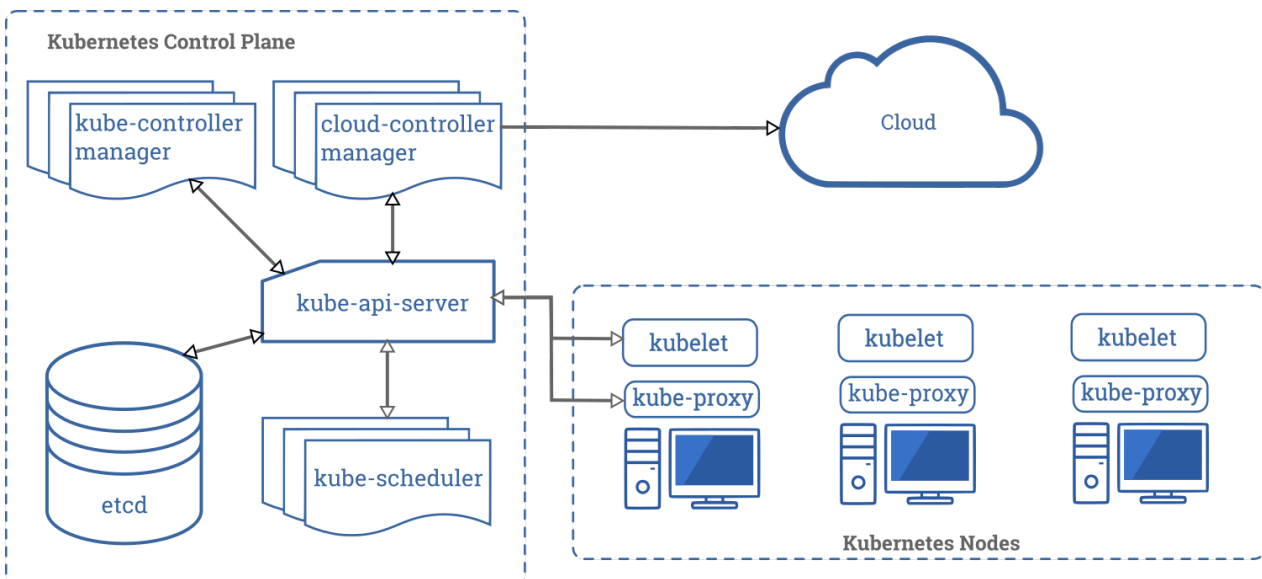 Kubernetes Control Plane
kube-controller
manager
cloud-controller
manager
Cloud
kube-api-server
etcd
kube-scheduler
kubelet
kube-proxy
kubelet
kube-proxy
kubelet
kube-proxy
Kubernetes Nodes